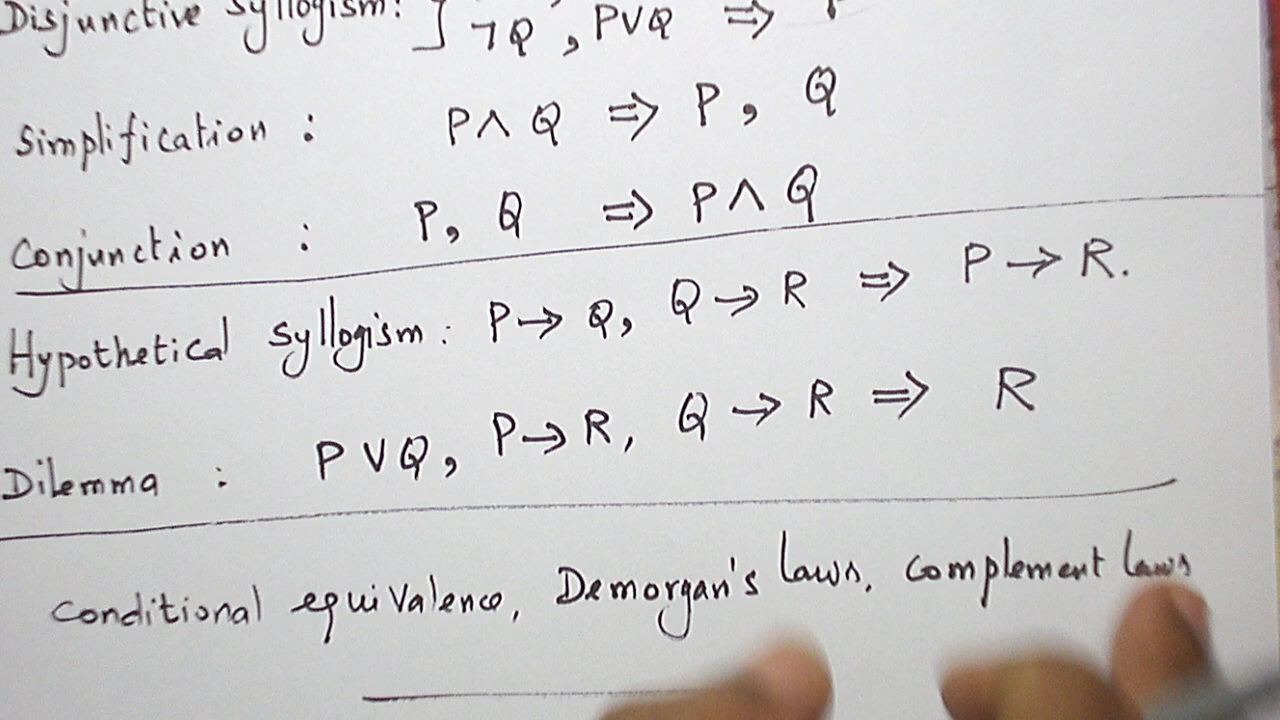 Disjunctive Syllogism: ] ¬Q, P∨Q ⇒
Simplification : P∧Q ⇒ P, Q
Conjunction : P, Q ⇒ P∧Q
Hypothetical Syllogism: P→Q, Q→R ⇒ P→R.
Dilemma : P∨Q, P→R, Q→R ⇒ R
Conditional equivalence, Demorgan's laws, Complement laws